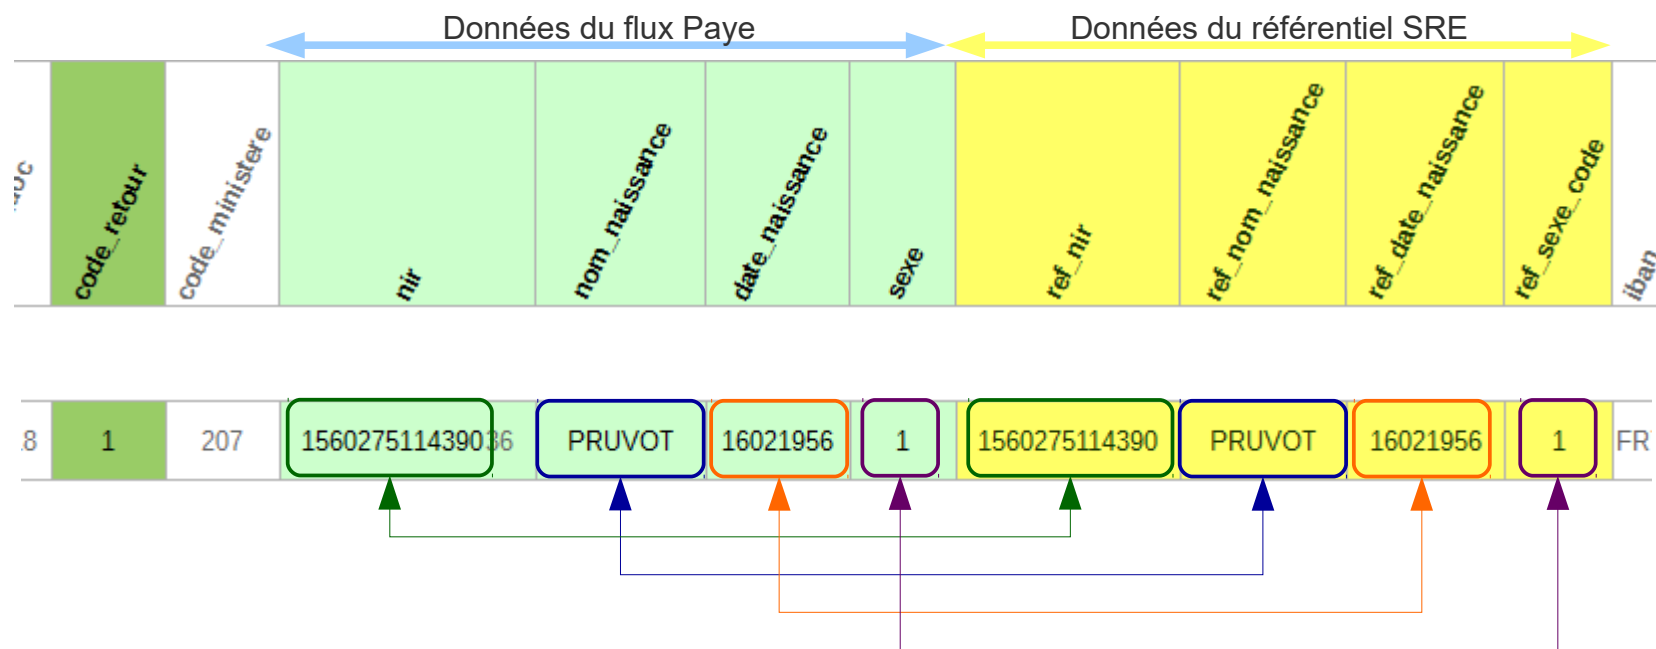 Données du flux Paye Données du référentiel SRE
code_retour code_ministere nir nom_naissance date_naissance sexe ref_nir ref_nom_naissance ref_date_naissance ref_sexe_code iban
8 1 207 156027511439036 PRUVOT 16021956 1 1560275114390 PRUVOT 16021956 1 FR